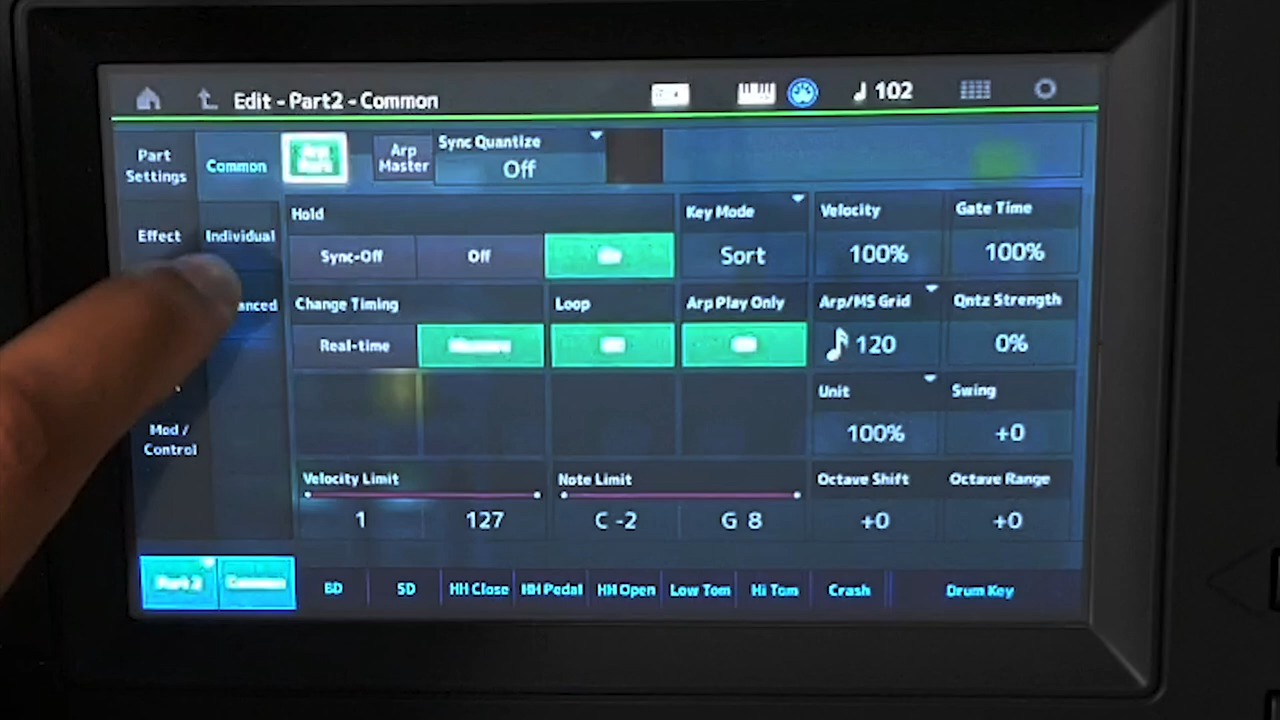 Edit - Part2 - Common
102
Part Settings
Common
Arp Master
Sync Quantize
Off
Effect
Individual
Hold
Sync-Off
Off
Key Mode
Sort
Velocity
100%
Gate Time
100%
Change Timing
Real-time
Loop
Arp Play Only
Arp/MS Grid
120
Qntz Strength
0%
Unit
100%
Swing
+0
Mod / Control
Velocity Limit
1
127
Note Limit
C -2
G 8
Octave Shift
+0
Octave Range
+0
Part 2
Common
BD
SD
HH Close
HH Pedal
HH Open
Low Tom
Hi Tom
Crash
Drum Key